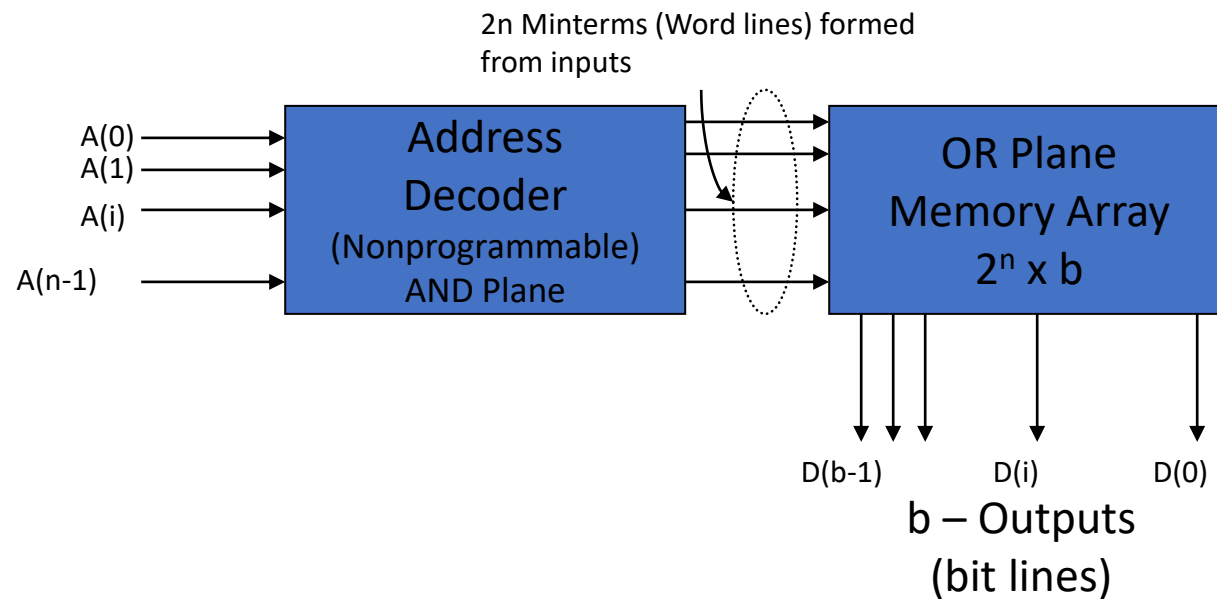 2n Minterms (Word lines) formed
from inputs
A(0)
A(1)
A(i)
A(n-1)
Address
Decoder
(Nonprogrammable)
AND Plane
OR Plane
Memory Array
2ⁿ x b
D(b-1)
D(i)
D(0)
b – Outputs
(bit lines)